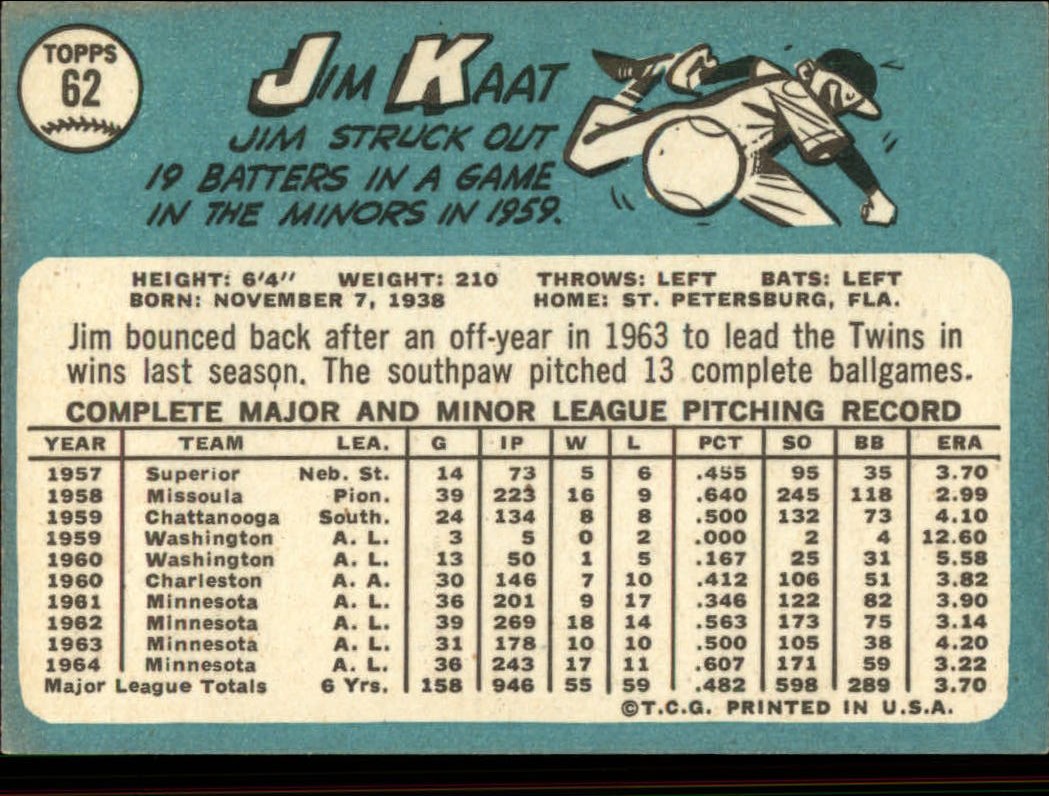 TOPPS
62
JIM KAAT
JIM STRUCK OUT
19 BATTERS IN A GAME
IN THE MINORS IN 1959.
HEIGHT: 6'4" WEIGHT: 210 THROWS: LEFT BATS: LEFT
BORN: NOVEMBER 7, 1938 HOME: ST. PETERSBURG, FLA.
Jim bounced back after an off-year in 1963 to lead the Twins in
wins last season. The southpaw pitched 13 complete ballgames.
COMPLETE MAJOR AND MINOR LEAGUE PITCHING RECORD
YEAR TEAM LEA. G IP W L PCT SO BB ERA
1957 Superior Neb. St. 14 73 5 6 .455 95 35 3.70
1958 Missoula Pion. 39 223 16 9 .640 245 118 2.99
1959 Chattanooga South. 24 134 8 8 .500 132 73 4.10
1959 Washington A. L. 3 5 0 2 .000 2 4 12.60
1960 Washington A. L. 13 50 1 5 .167 25 31 5.58
1960 Charleston A. A. 30 146 7 10 .412 106 51 3.82
1961 Minnesota A. L. 36 201 9 17 .346 122 82 3.90
1962 Minnesota A. L. 39 269 18 14 .563 173 75 3.14
1963 Minnesota A. L. 31 178 10 10 .500 105 38 4.20
1964 Minnesota A. L. 36 243 17 11 .607 171 59 3.22
Major League Totals 6 Yrs. 158 946 55 59 .482 598 289 3.70
©T.C.G. PRINTED IN U.S.A.